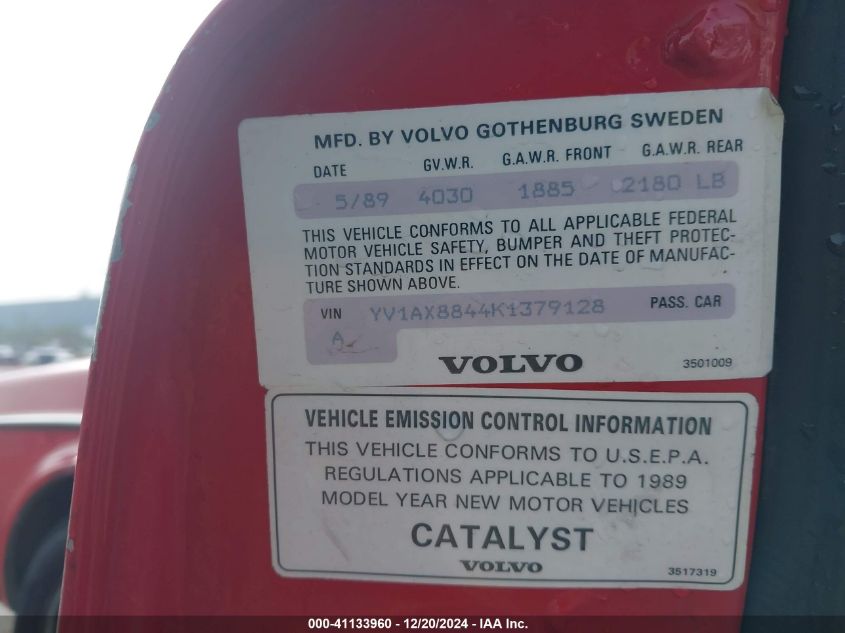 MFD. BY VOLVO GOTHENBURG SWEDEN
DATE GV.W.R. G.A.W.R. FRONT G.A.W.R. REAR
5/89 4030 1885 2180 LB
THIS VEHICLE CONFORMS TO ALL APPLICABLE FEDERAL
MOTOR VEHICLE SAFETY, BUMPER AND THEFT PROTEC-
TION STANDARDS IN EFFECT ON THE DATE OF MANUFAC-
TURE SHOWN ABOVE.
VIN YV1AX8844K1379128 PASS. CAR
A
VOLVO 3501009
VEHICLE EMISSION CONTROL INFORMATION
THIS VEHICLE CONFORMS TO U.S.E.P.A.
REGULATIONS APPLICABLE TO 1989
MODEL YEAR NEW MOTOR VEHICLES
CATALYST
VOLVO 3517319
000-41133960 - 12/20/2024 - IAA Inc.